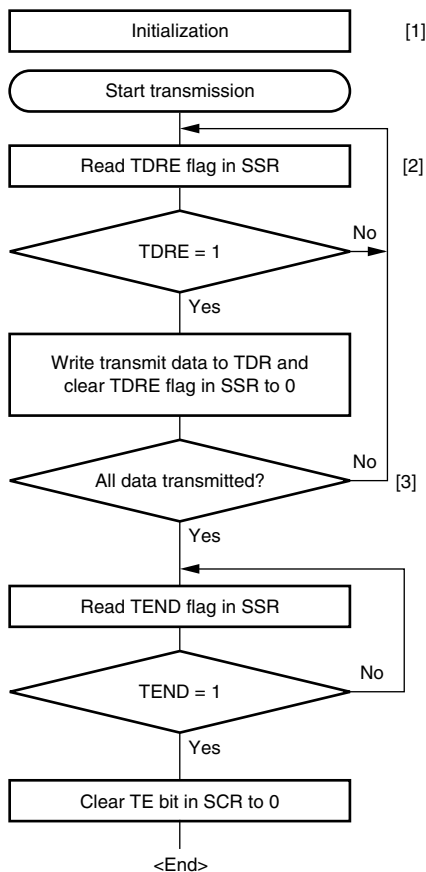 Initialization
[1]
Start transmission
Read TDRE flag in SSR
[2]
No
TDRE = 1
Yes
Write transmit data to TDR and
clear TDRE flag in SSR to 0
No
All data transmitted?
[3]
Yes
Read TEND flag in SSR
No
TEND = 1
Yes
Clear TE bit in SCR to 0
<End>